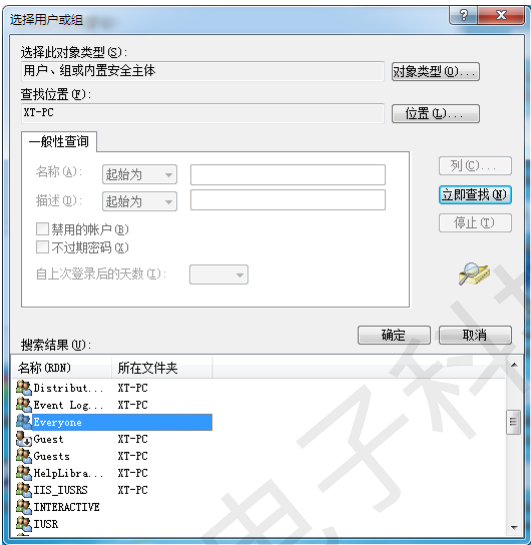 选择用户或组
选择此对象类型(S):
用户、组或内置安全主体
对象类型(O)...
查找位置(F):
XT-PC
位置(L)...
一般性查询
名称(A):
起始为
描述(D):
起始为
禁用的帐户(B)
不过期密码(X)
自上次登录后的天数(I):
列(C)...
立即查找(N)
停止(T)
确定
取消
搜索结果(U):
名称(RDN) 所在文件夹
Distribut... XT-PC
Event Log... XT-PC
Everyone
Guest XT-PC
Guests XT-PC
HelpLibra... XT-PC
IIS_IUSRS XT-PC
INTERACTIVE
IUSR
电子科